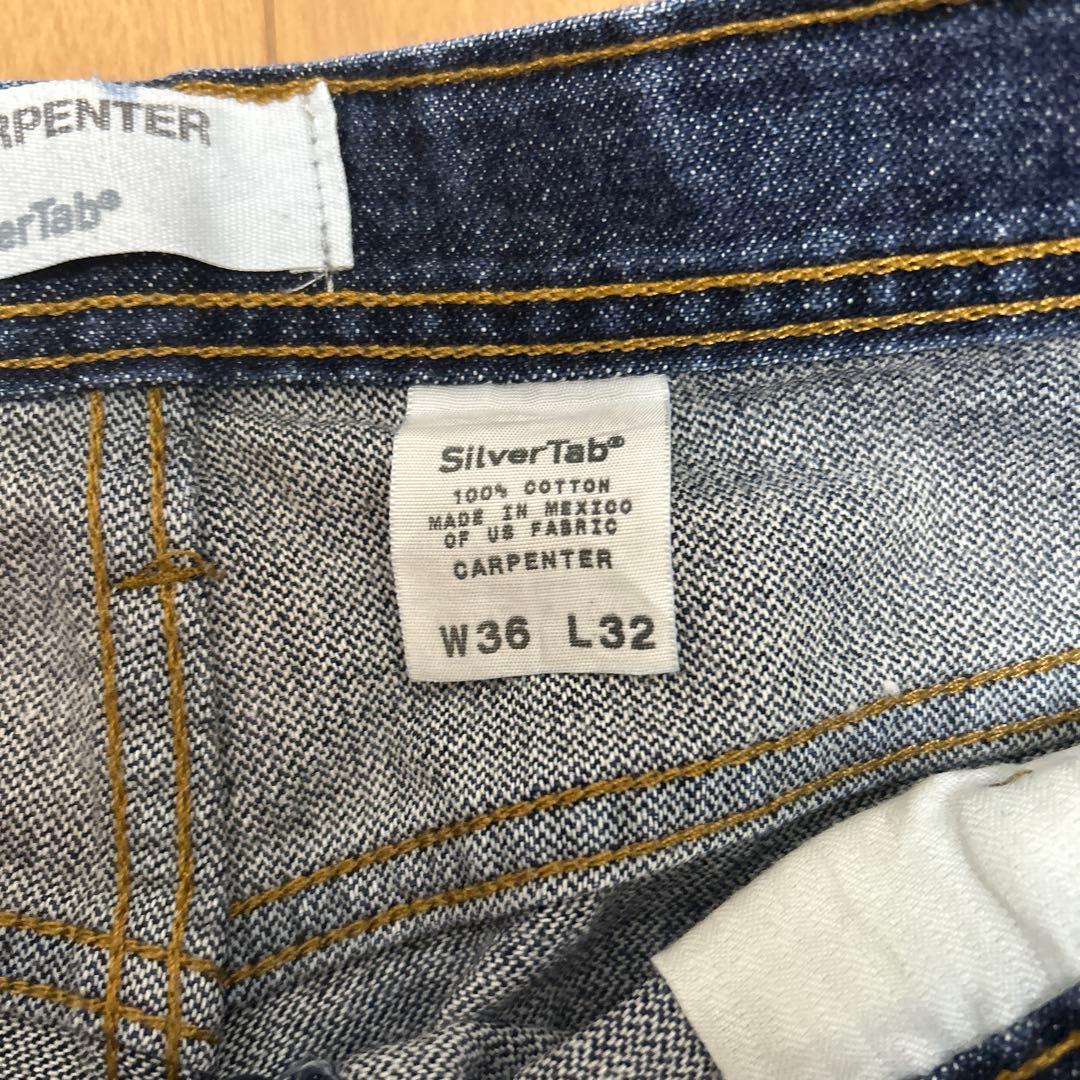 RPENTER
erTab®
SilverTab®
100% COTTON
MADE IN MEXICO
OF US FABRIC
CARPENTER
W36 L32